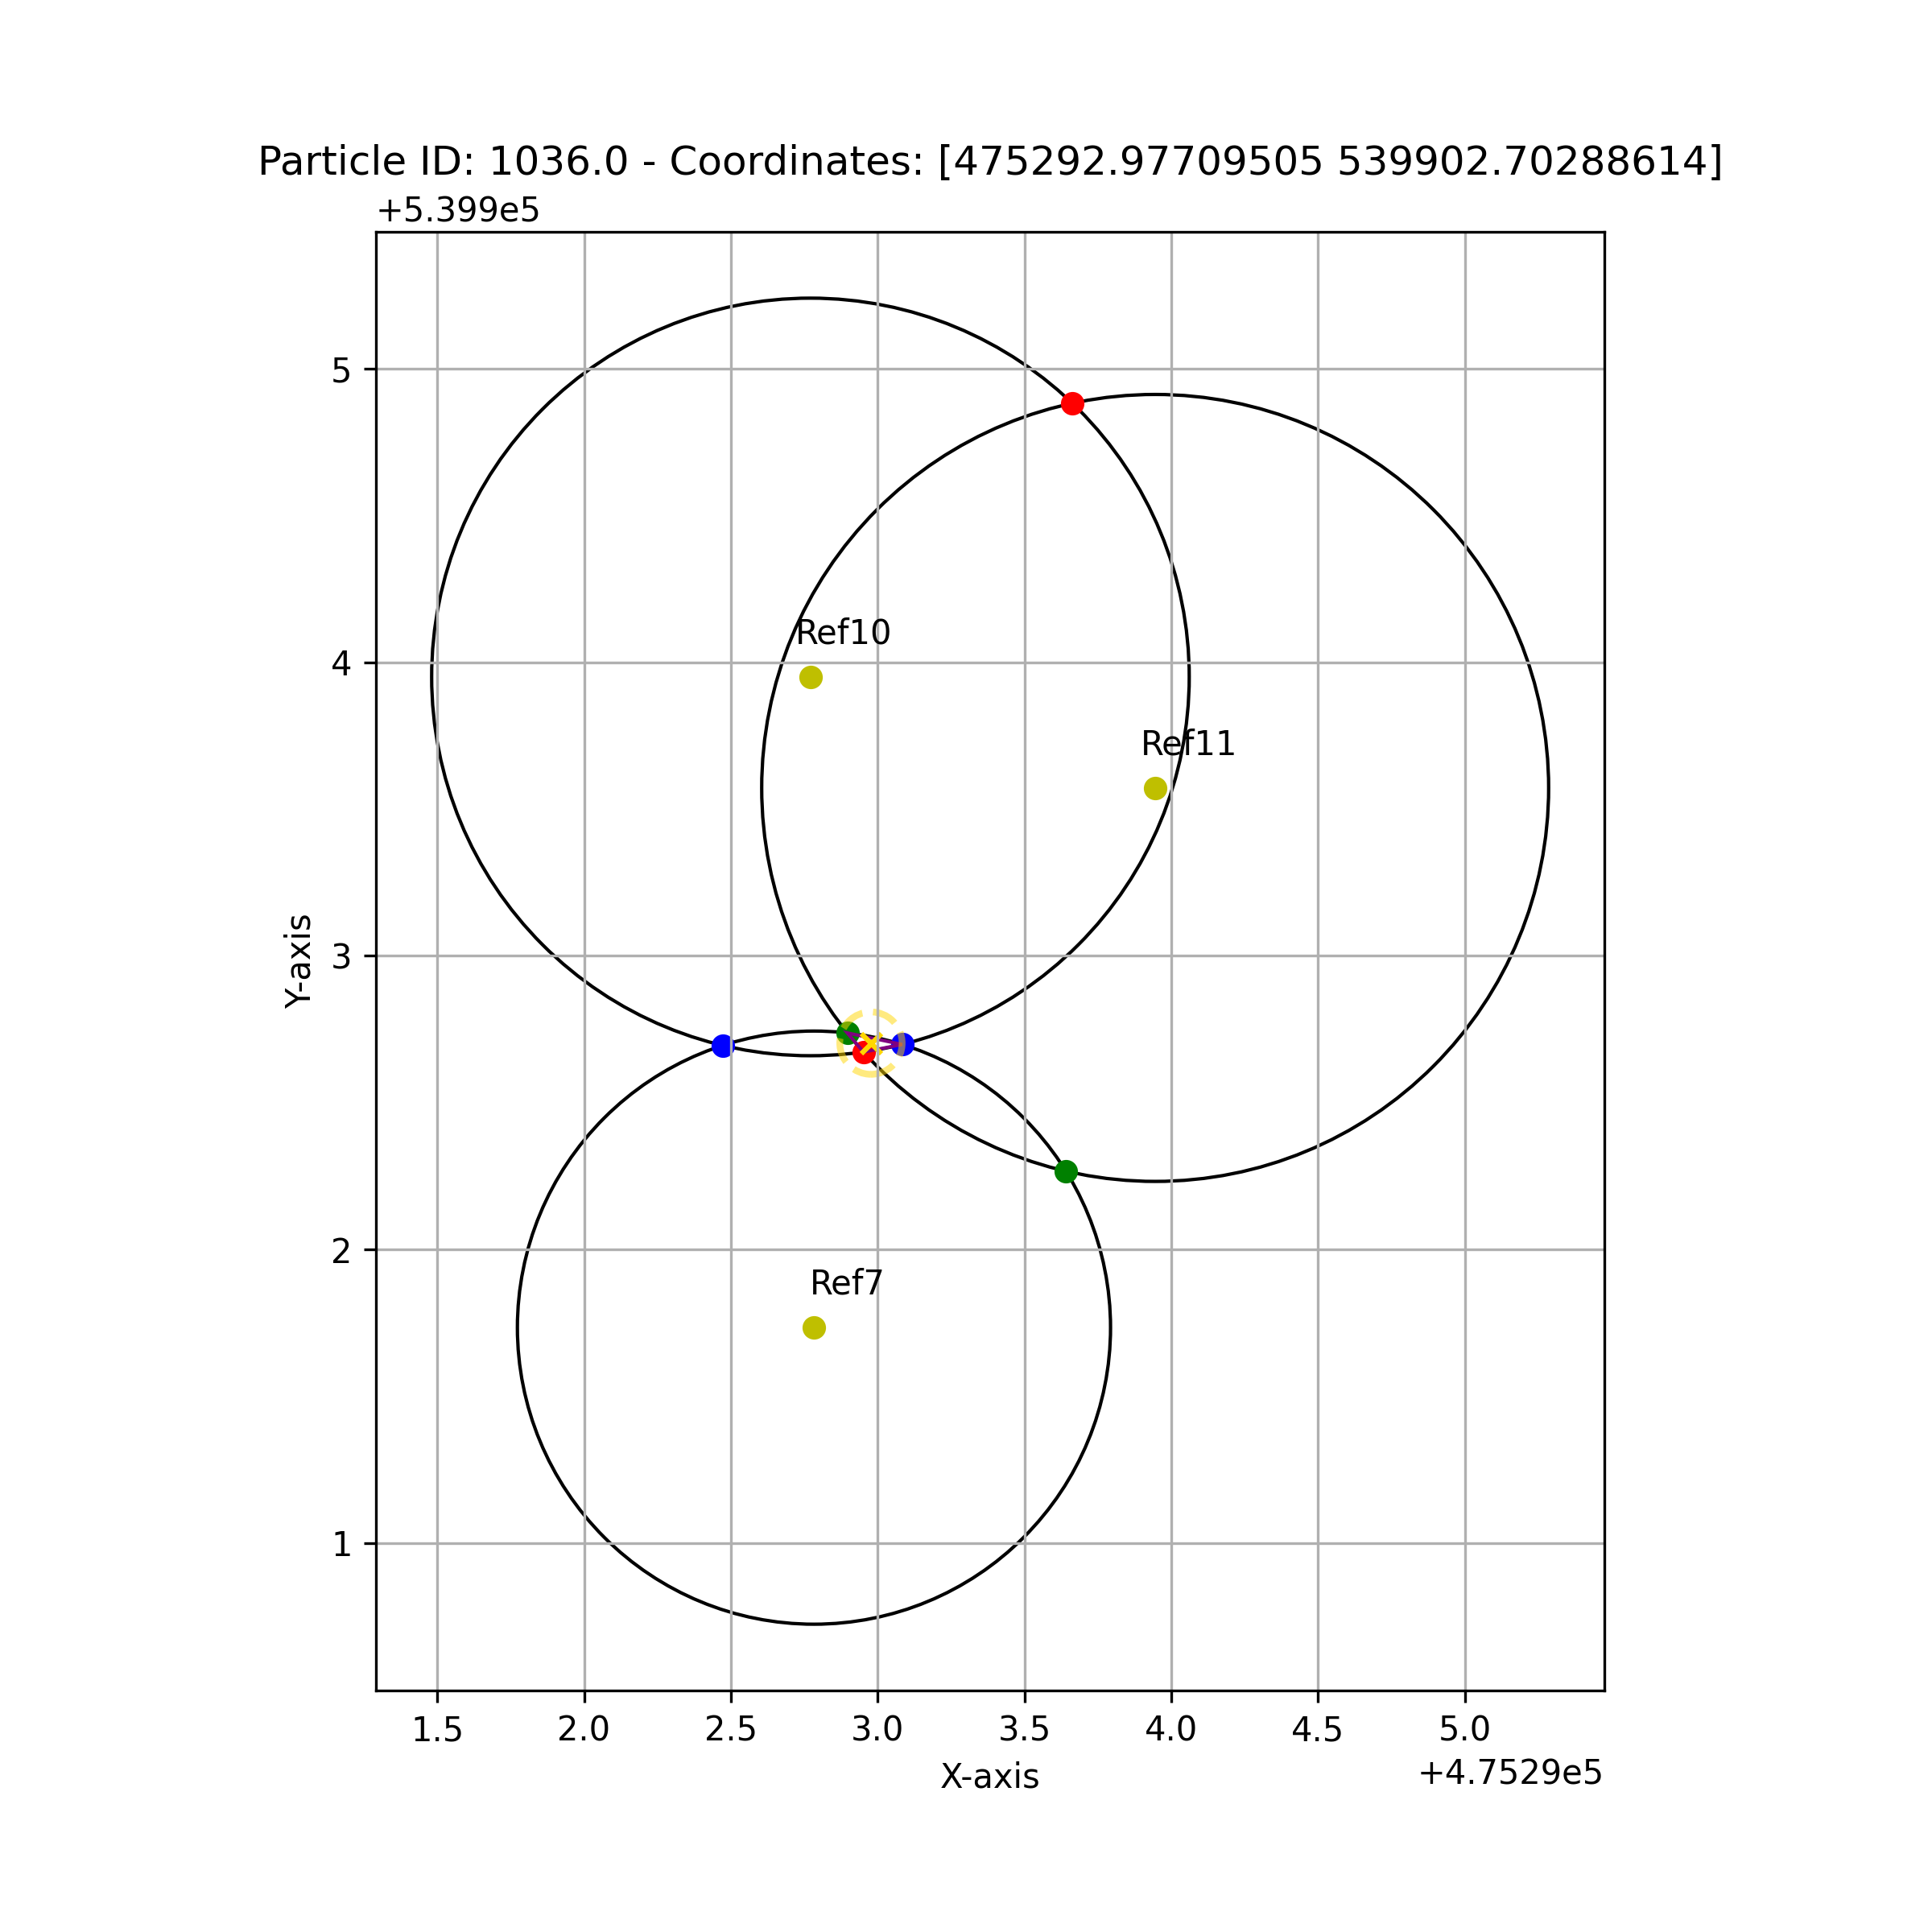 Particle ID: 1036.0 - Coordinates: [475292.97709505 539902.70288614]
+5.399e5
5
Ref10
4
Ref11
Y-axis
3
2
Ref7
1
1.5 2.0 2.5 3.0 3.5 4.0 4.5 5.0
X-axis
+4.7529e5